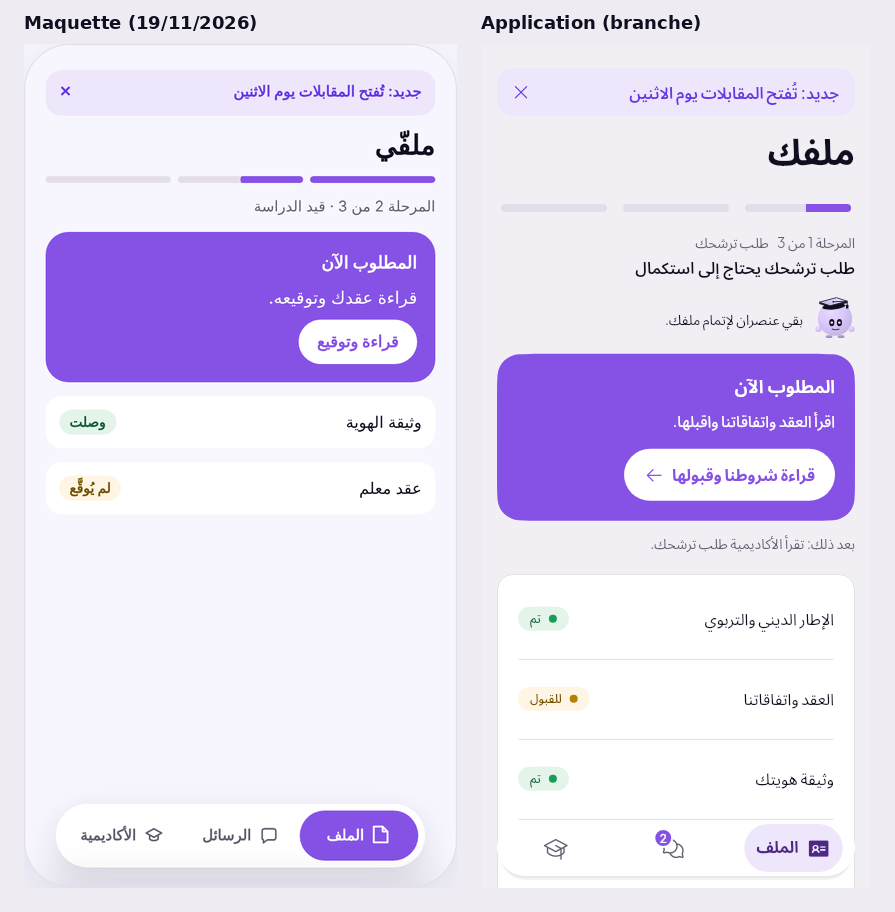 Maquette (19/11/2026)
جديد: تُفتح المقابلات يوم الاثنين
×
ملفّي
المرحلة 2 من 3 · قيد الدراسة
المطلوب الآن
قراءة عقدك وتوقيعه.
قراءة وتوقيع
وثيقة الهوية
وصلت
عقد معلم
لم يُوقَّع
الملف
الرسائل
الأكاديمية
Application (branche)
جديد: تُفتح المقابلات يوم الاثنين
ملفك
المرحلة 1 من 3 طلب ترشحك
طلب ترشحك يحتاج إلى استكمال
بقي عنصران لإتمام ملفك.
المطلوب الآن
اقرأ العقد واتفاقاتنا واقبلها.
قراءة شروطنا وقبولها ←
بعد ذلك: تقرأ الأكاديمية طلب ترشحك.
الإطار الديني والتربوي
تم
العقد واتفاقاتنا
للقبول
وثيقة هويتك
تم
الملف
2